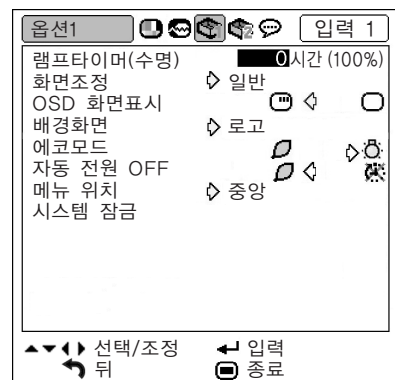 옵션1 입력 1
램프타이머(수명) 0시간 (100%)
화면조정 일반
OSD 화면표시
배경화면 로고
에코모드
자동 전원 OFF
메뉴 위치 중앙
시스템 잠금
선택/조정 입력
뒤 종료